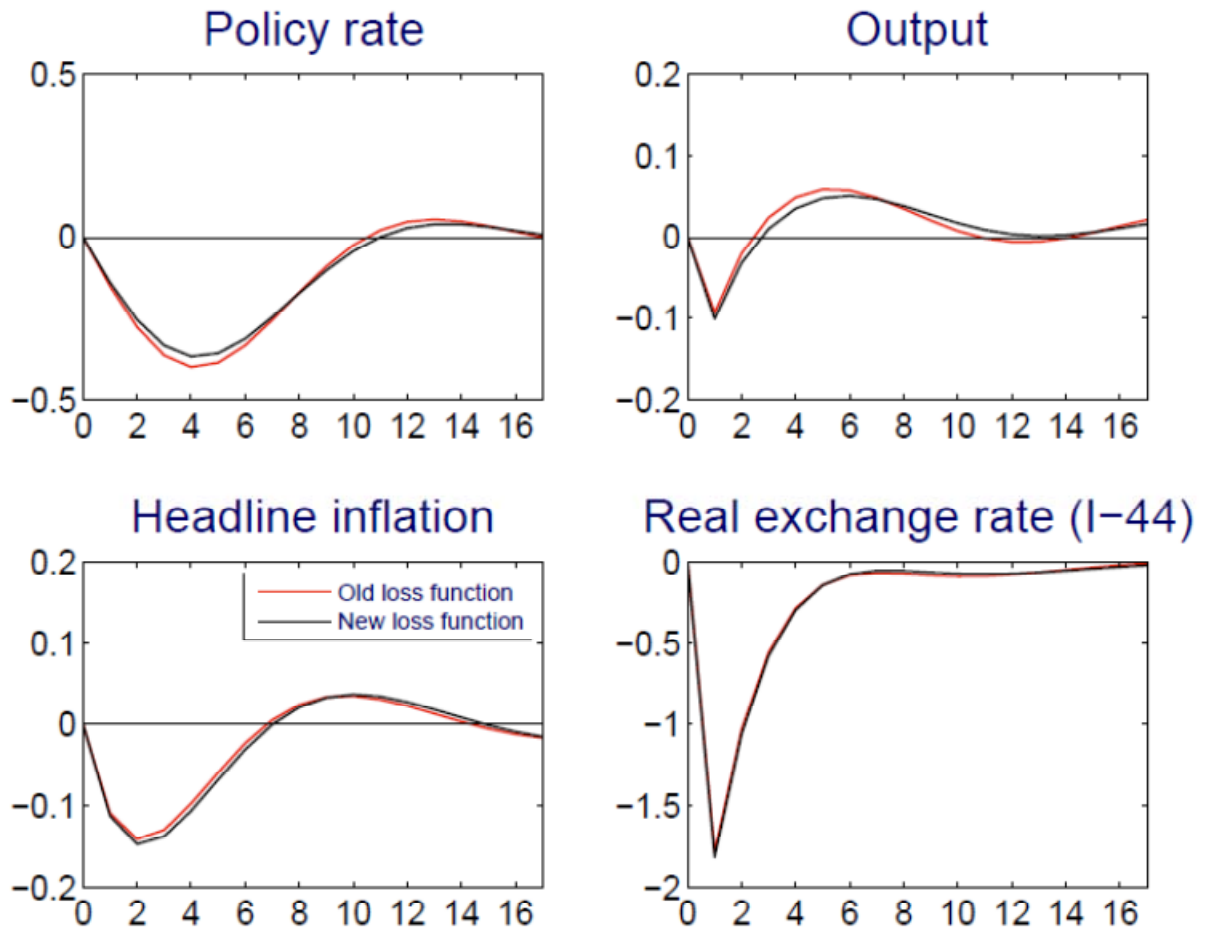 Policy rate
0.5
0
−0.5
0 2 4 6 8 10 12 14 16
Output
0.2
0.1
0
−0.1
−0.2
0 2 4 6 8 10 12 14 16
Headline inflation
0.2
0.1
0
−0.1
−0.2
Old loss function
New loss function
0 2 4 6 8 10 12 14 16
Real exchange rate (I−44)
0
−0.5
−1
−1.5
−2
0 2 4 6 8 10 12 14 16